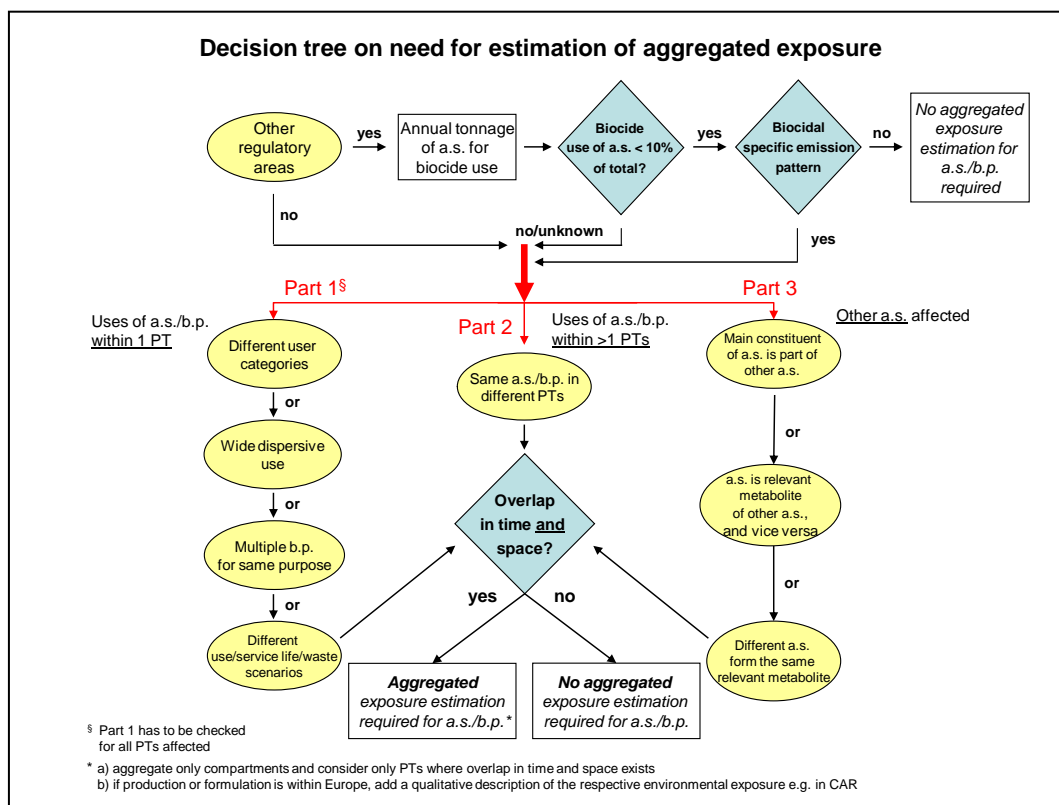 Decision tree on need for estimation of aggregated exposure
Other
regulatory
areas
yes
Annual tonnage
of a.s. for
biocide use
Biocide
use of a.s. < 10%
of total?
yes
Biocidal
specific emission
pattern
no
No aggregated
exposure
estimation for
a.s./b.p.
required
no
no/unknown
yes
Part 1§
Part 2
Part 3
Uses of a.s./b.p.
within 1 PT
Different user
categories
or
Wide dispersive
use
or
Multiple b.p.
for same purpose
or
Different
use/service life/waste
scenarios
Uses of a.s./b.p.
within >1 PTs
Same a.s./b.p. in
different PTs
Overlap
in time and
space?
yes
no
Aggregated
exposure estimation
required for a.s./b.p.*
No aggregated
exposure estimation
required for a.s./b.p.
Other a.s. affected
Main constituent
of a.s. is part of
other a.s.
or
a.s. is relevant
metabolite
of other a.s.,
and vice versa
or
Different a.s.
form the same
relevant metabolite
§ Part 1 has to be checked
for all PTs affected
* a) aggregate only compartments and consider only PTs where overlap in time and space exists
b) if production or formulation is within Europe, add a qualitative description of the respective environmental exposure e.g. in CAR